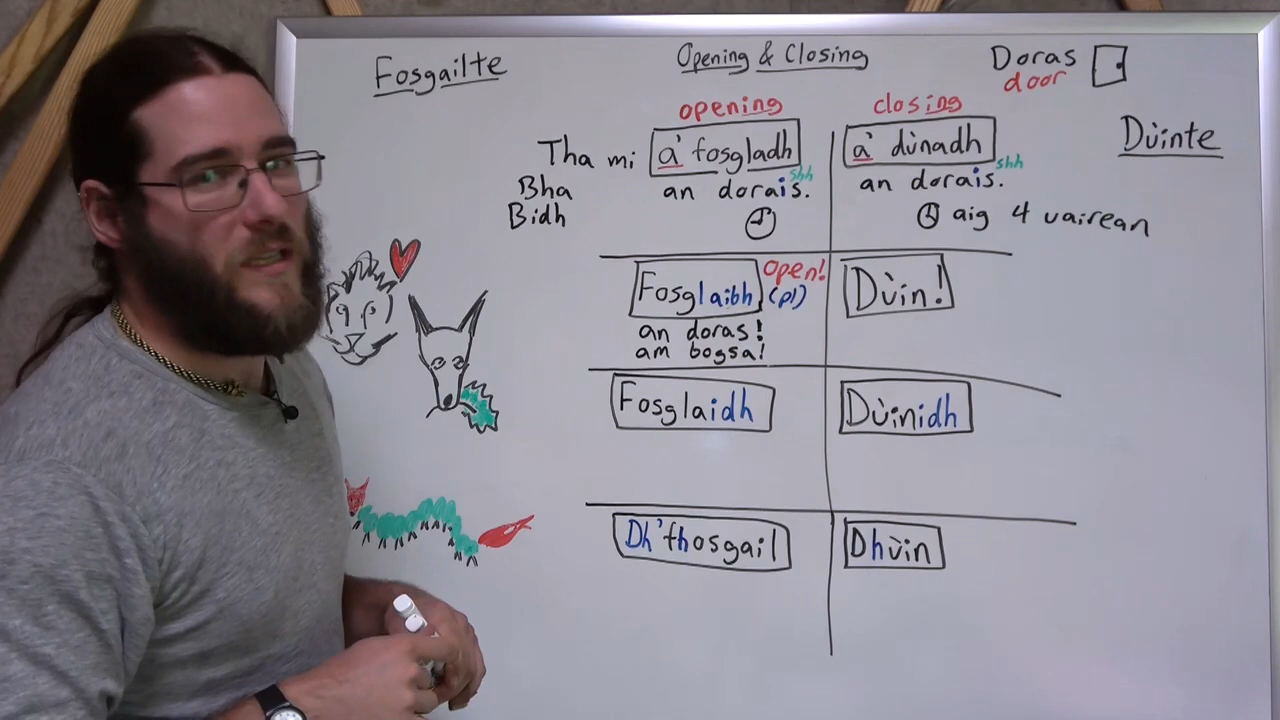 Fosgailte
Opening & Closing
Doras
door
opening
closing
Dùinte
Tha mi
a' fosgladh
a' dùnadh
Bha
an dorais.
shh
an dorais.
shh
Bidh
aig 4 uairean
Fosglaibh
open!
(pl)
Dùin!
an doras!
am bogsa!
Fosglaidh
Dùinidh
Dh'fhosgail
Dhùin